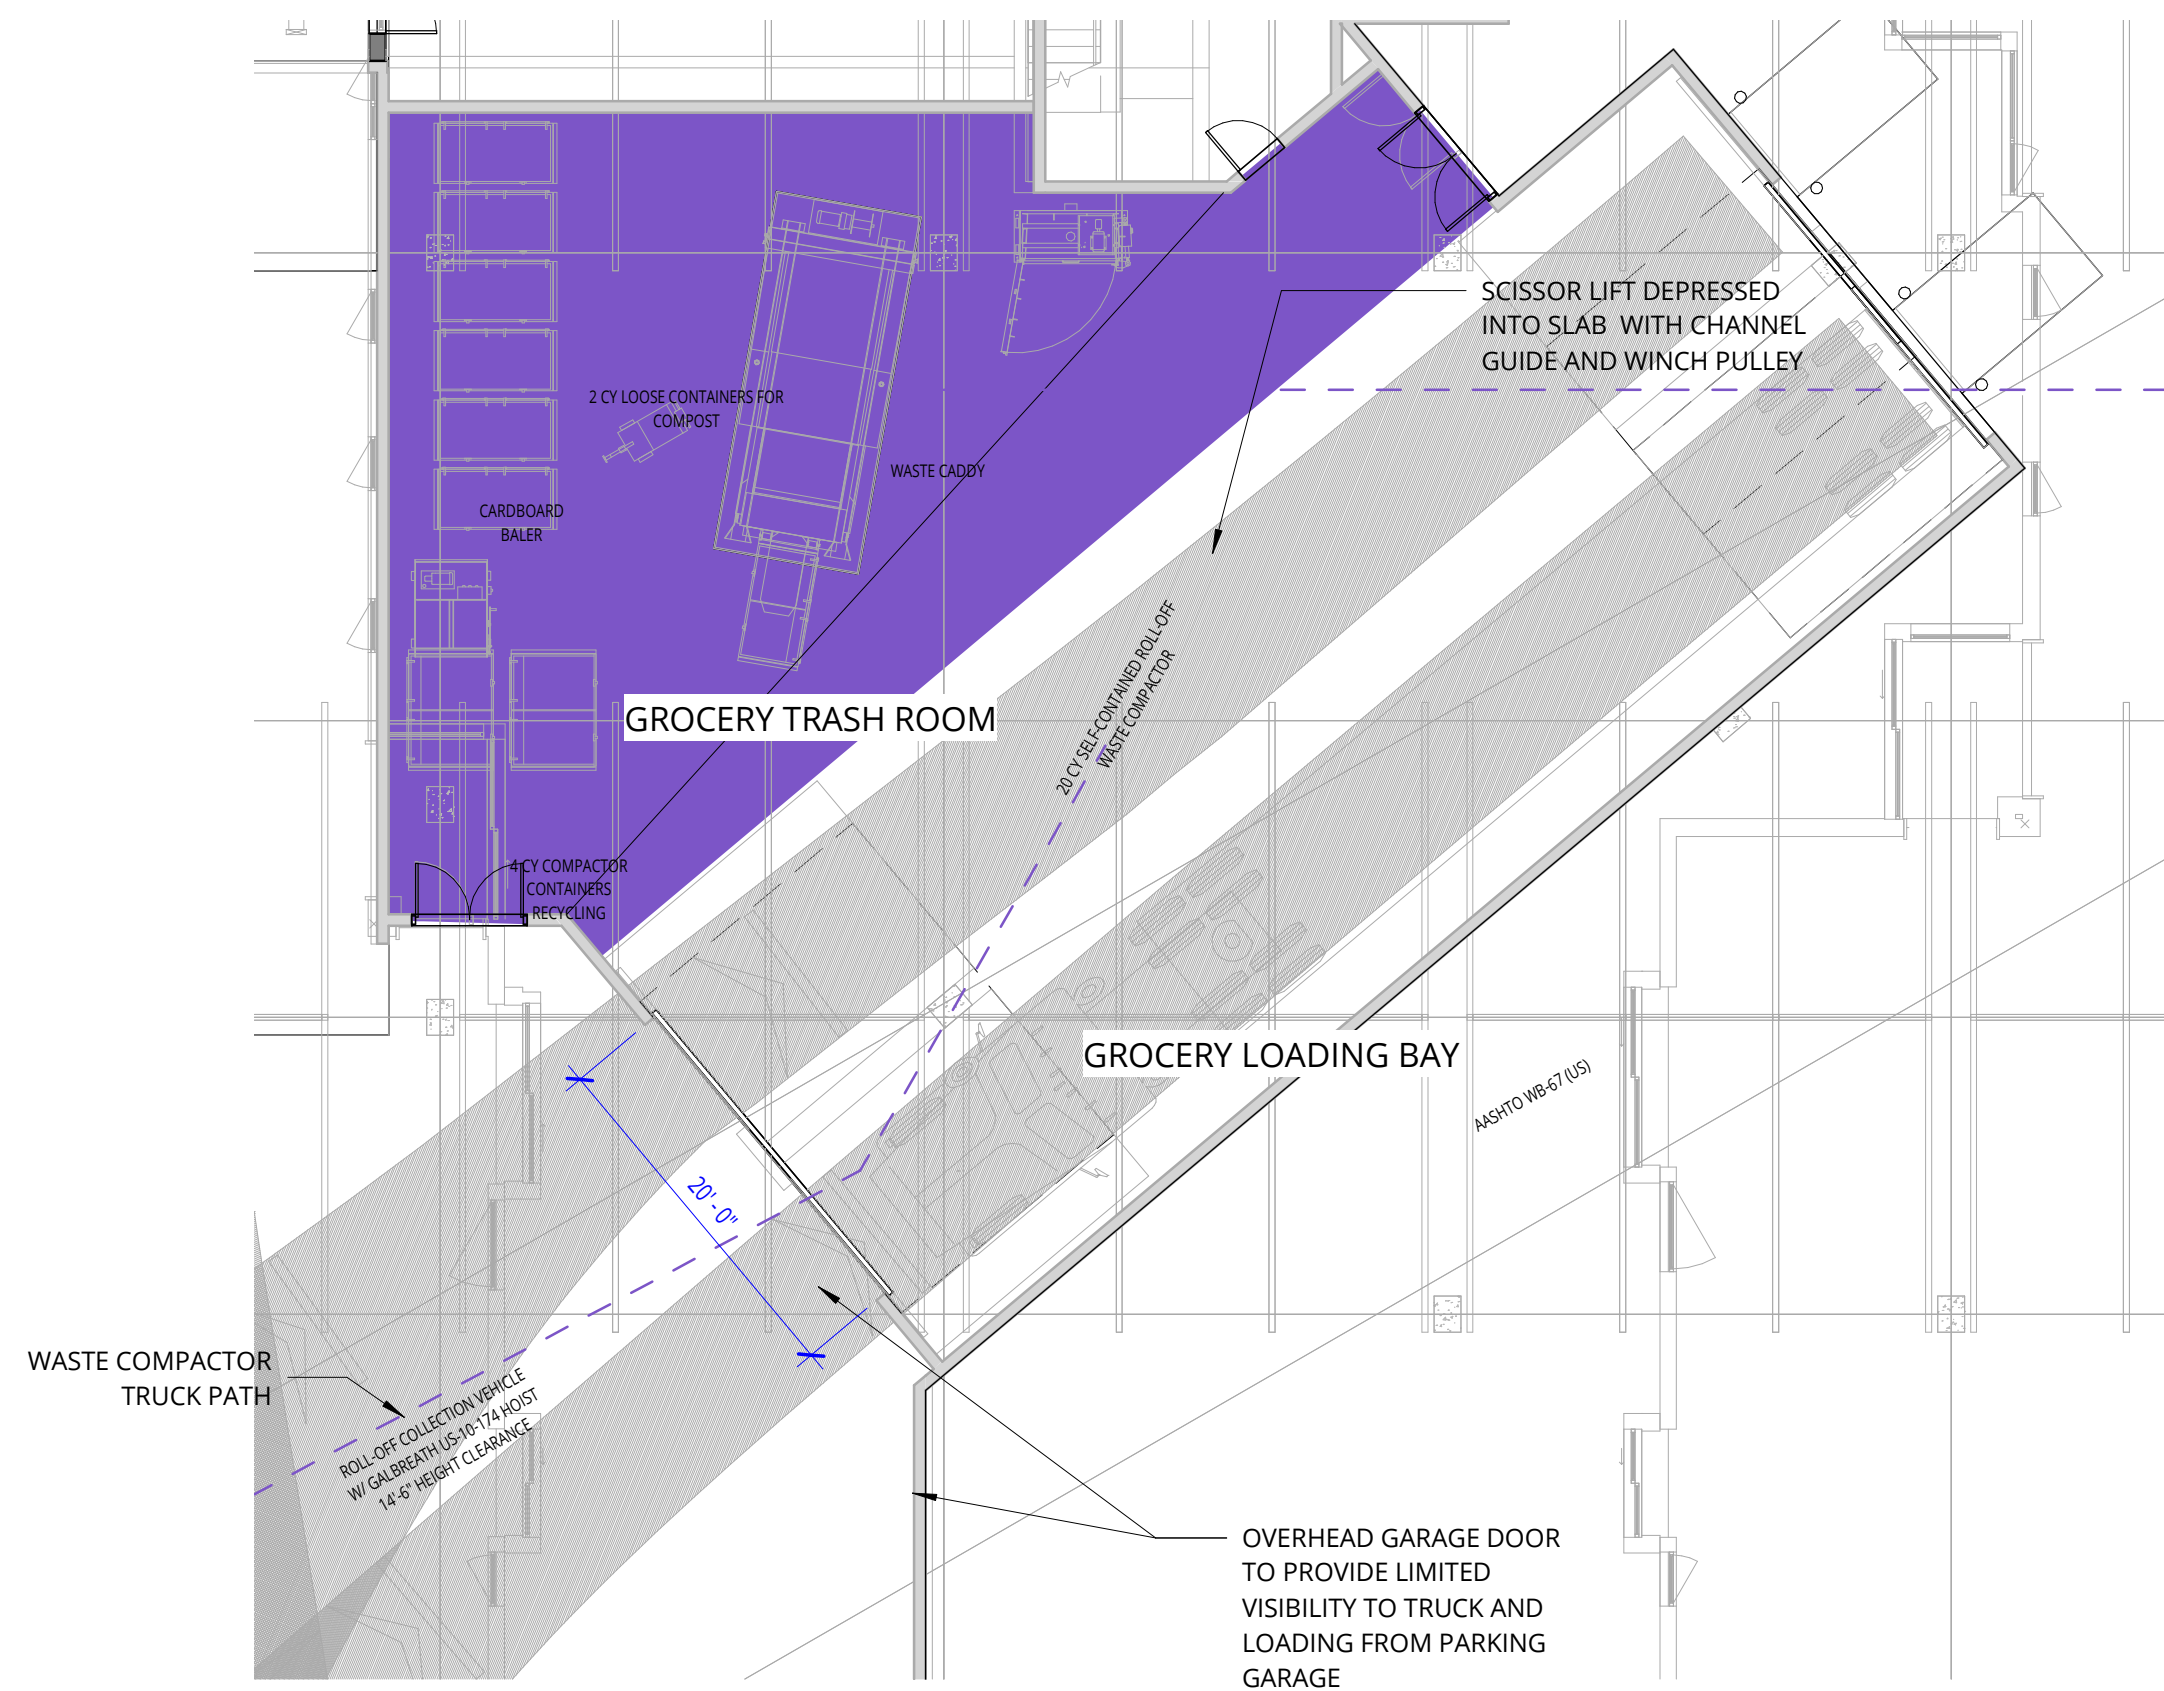 SCISSOR LIFT DEPRESSED
INTO SLAB WITH CHANNEL
GUIDE AND WINCH PULLEY
2 CY LOOSE CONTAINERS FOR
COMPOST
WASTE CADDY
CARDBOARD
BALER
GROCERY TRASH ROOM
20 CY SELF-CONTAINED ROLL-OFF
WASTE COMPACTOR
4 CY COMPACTOR
CONTAINERS
RECYCLING
GROCERY LOADING BAY
AASHTO WB-67 (US)
20' - 0"
WASTE COMPACTOR
TRUCK PATH
ROLL-OFF COLLECTION VEHICLE
W/ GALBREATH US-10-174 HOIST
14'-6" HEIGHT CLEARANCE
OVERHEAD GARAGE DOOR
TO PROVIDE LIMITED
VISIBILITY TO TRUCK AND
LOADING FROM PARKING
GARAGE